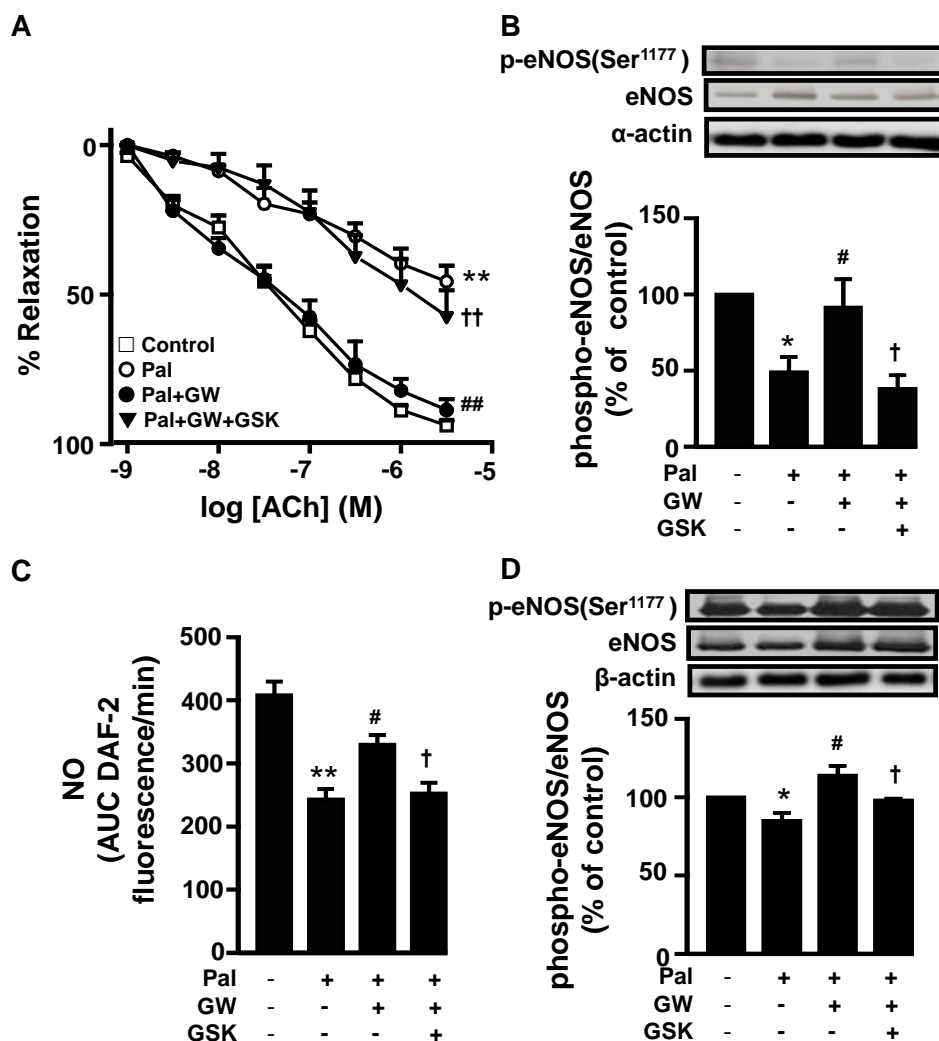 A
0
50
100
% Relaxation
Control
Pal
Pal+GW
Pal+GW+GSK
**
††
##
-9 -8 -7 -6 -5
log [ACh] (M)
B
p-eNOS(Ser1177)
eNOS
α-actin
150
100
50
0
phospho-eNOS/eNOS
(% of control)
*
#
†
Pal - + + +
GW - - + +
GSK - - - +
C
500
400
300
200
100
0
NO
(AUC DAF-2
fluorescence/min)
**
#
†
Pal - + + +
GW - - + +
GSK - - - +
D
p-eNOS(Ser1177)
eNOS
β-actin
150
100
50
0
phospho-eNOS/eNOS
(% of control)
*
#
†
Pal - + + +
GW - - + +
GSK - - - +